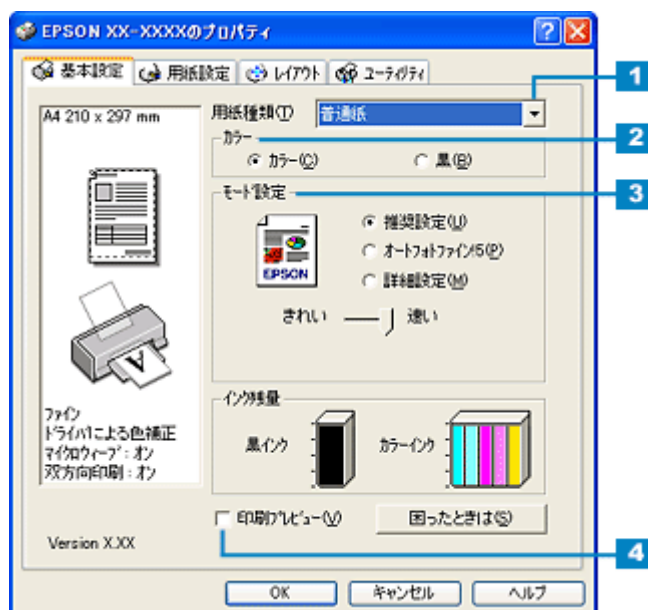 EPSON XX-XXXXのプロパティ
基本設定 用紙設定 レイアウト ユーティリティ
1
A4 210 x 297 mm
用紙種類(T) 普通紙
カラー
2
カラー(C) 黒(B)
モード設定
3
推奨設定(U)
オートフォトファイン!5(P)
EPSON
詳細設定(M)
きれい 速い
インク残量
黒インク カラーインク
ファイン
ドライバによる色補正
マイクロウィーブ:オン
双方向印刷:オン
印刷プレビュー(V) 困ったときは(S)
Version X.XX
4
OK キャンセル ヘルプ